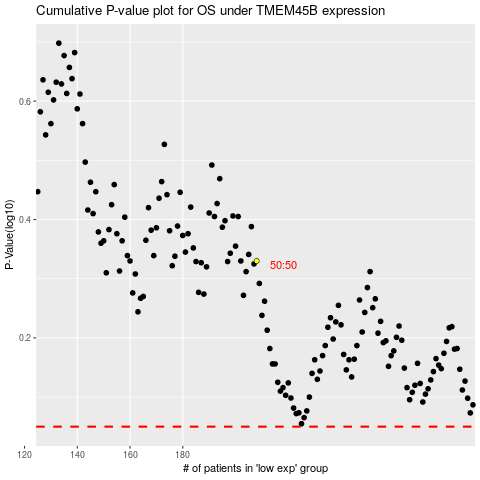 Cumulative P-value plot for OS under TMEM45B expression
P-Value(log10)
0.6
0.4
0.2
50:50
120
140
160
180
# of patients in 'low exp' group